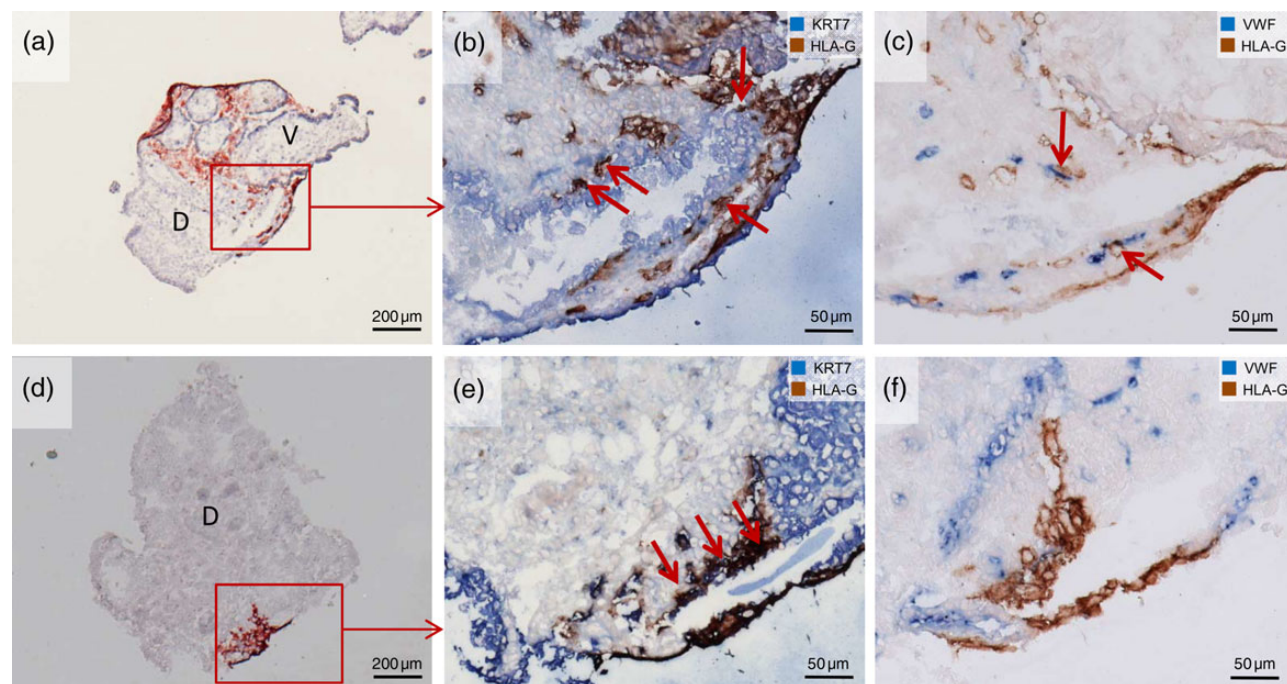 (a)
V
D
200 µm
(b)
KRT7
HLA-G
50 µm
(c)
VWF
HLA-G
50 µm
(d)
D
200 µm
(e)
KRT7
HLA-G
50 µm
(f)
VWF
HLA-G
50 µm